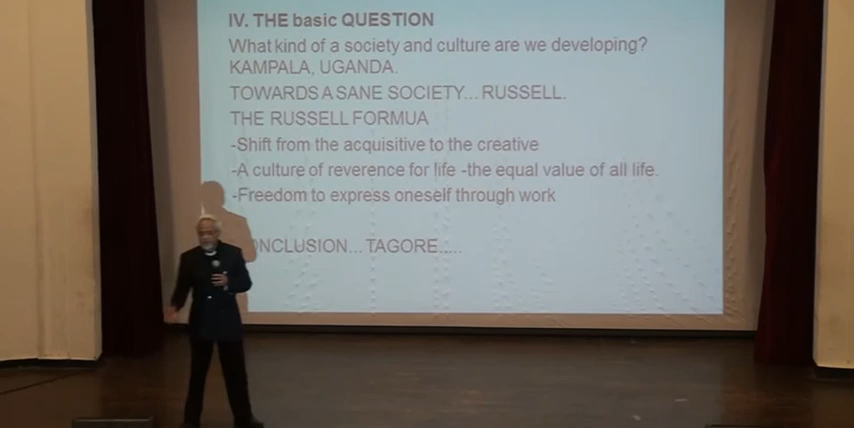 IV. THE basic QUESTION
What kind of a society and culture are we developing?
KAMPALA, UGANDA.
TOWARDS A SANE SOCIETY... RUSSELL.
THE RUSSELL FORMUA
-Shift from the acquisitive to the creative
-A culture of reverence for life -the equal value of all life.
-Freedom to express oneself through work
ONCLUSION... TAGORE.....